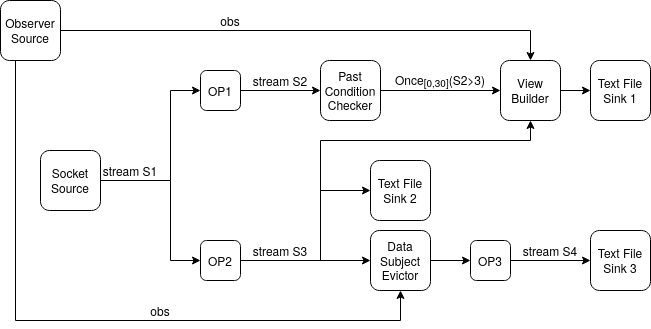 obs
Observer
Source
OP1
stream S2
Past
Condition
Checker
Once[0,30](S2>3)
View
Builder
Text File
Sink 1
Socket
Source
stream S1
Text File
Sink 2
OP2
stream S3
Data
Subject
Evictor
OP3
stream S4
Text File
Sink 3
obs